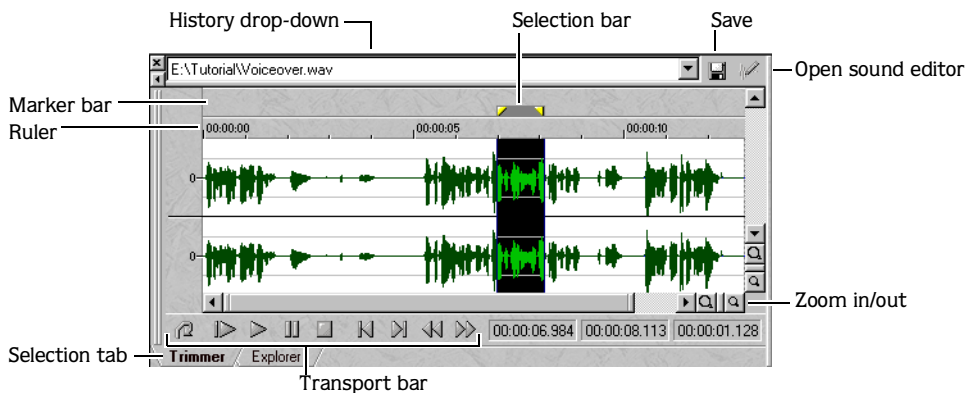 History drop-down
Selection bar
Save
E:\Tutorial\Voiceover.wav
Open sound editor
Marker bar
Ruler
00:00:00 00:00:05 00:00:10
0
0
Zoom in/out
00:00:06.984 00:00:08.113 00:00:01.128
Selection tab
Trimmer Explorer
Transport bar